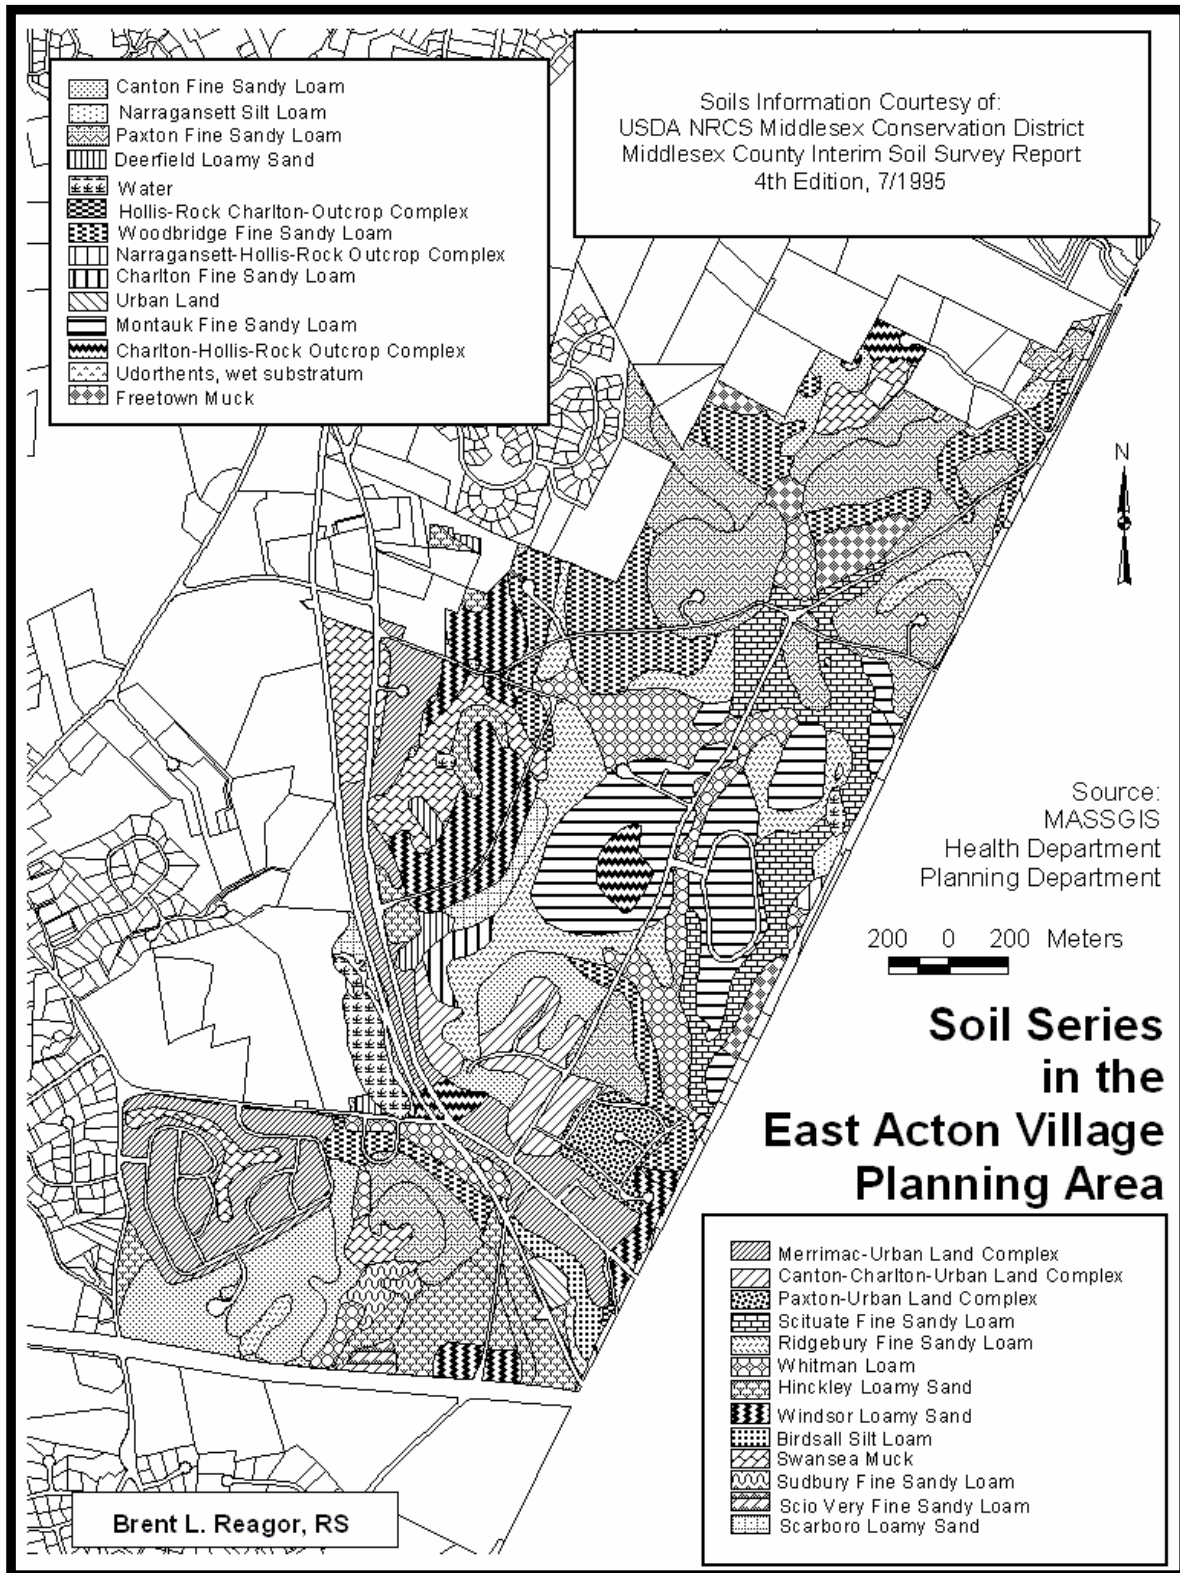 Canton Fine Sandy Loam
Narragansett Silt Loam
Paxton Fine Sandy Loam
Deerfield Loamy Sand
Water
Hollis-Rock Charlton-Outcrop Complex
Woodbridge Fine Sandy Loam
Narragansett-Hollis-Rock Outcrop Complex
Charlton Fine Sandy Loam
Urban Land
Montauk Fine Sandy Loam
Charlton-Hollis-Rock Outcrop Complex
Udorthents, wet substratum
Freetown Muck
Soils Information Courtesy of:
USDA NRCS Middlesex Conservation District
Middlesex County Interim Soil Survey Report
4th Edition, 7/1995
N
Source:
MASSGIS
Health Department
Planning Department
200 0 200 Meters
Soil Series
in the
East Acton Village
Planning Area
Merrimac-Urban Land Complex
Canton-Charlton-Urban Land Complex
Paxton-Urban Land Complex
Scituate Fine Sandy Loam
Ridgebury Fine Sandy Loam
Whitman Loam
Hinckley Loamy Sand
Windsor Loamy Sand
Birdsall Silt Loam
Swansea Muck
Sudbury Fine Sandy Loam
Scio Very Fine Sandy Loam
Scarboro Loamy Sand
Brent L. Reagor, RS